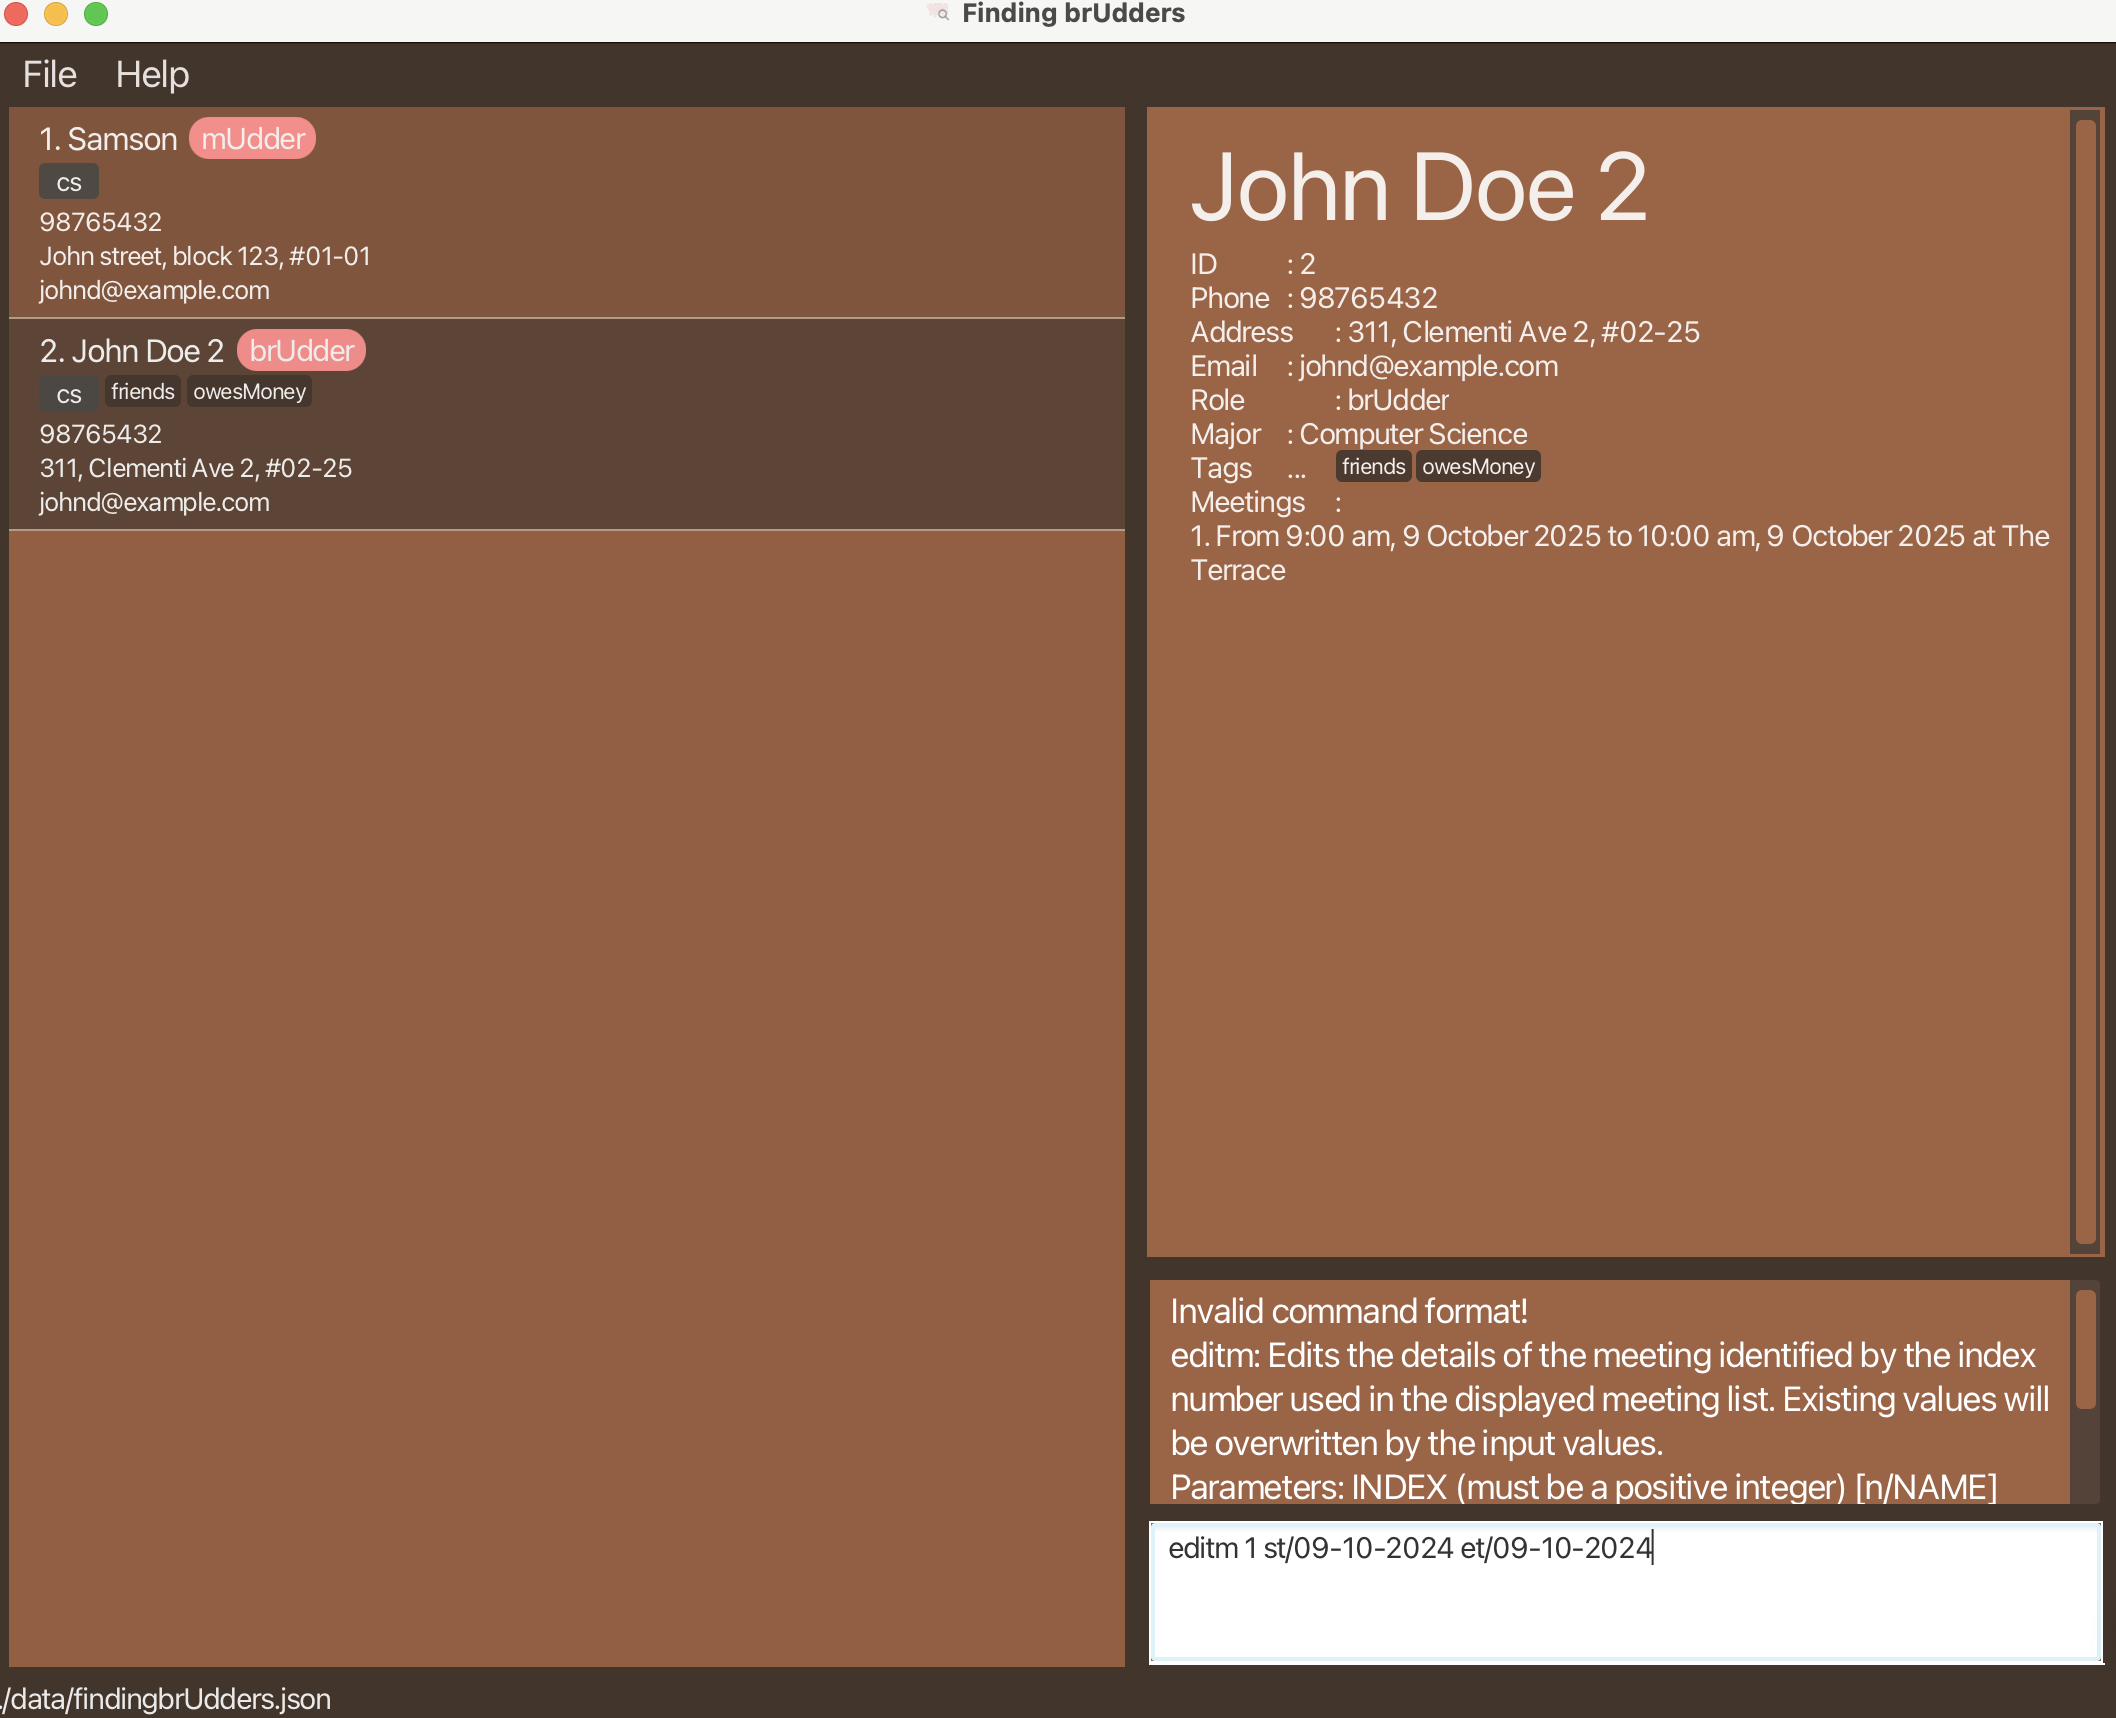 Finding brUdders
File Help
1. Samson mUdder
cs
98765432
John street, block 123, #01-01
johnd@example.com
2. John Doe 2 brUdder
cs friends owesMoney
98765432
311, Clementi Ave 2, #02-25
johnd@example.com
John Doe 2
ID : 2
Phone : 98765432
Address : 311, Clementi Ave 2, #02-25
Email : johnd@example.com
Role : brUdder
Major : Computer Science
Tags ... friends owesMoney
Meetings :
1. From 9:00 am, 9 October 2025 to 10:00 am, 9 October 2025 at The
Terrace
Invalid command format!
editm: Edits the details of the meeting identified by the index
number used in the displayed meeting list. Existing values will
be overwritten by the input values.
Parameters: INDEX (must be a positive integer) [n/NAME]
editm 1 st/09-10-2024 et/09-10-2024
./data/findingbrUdders.json